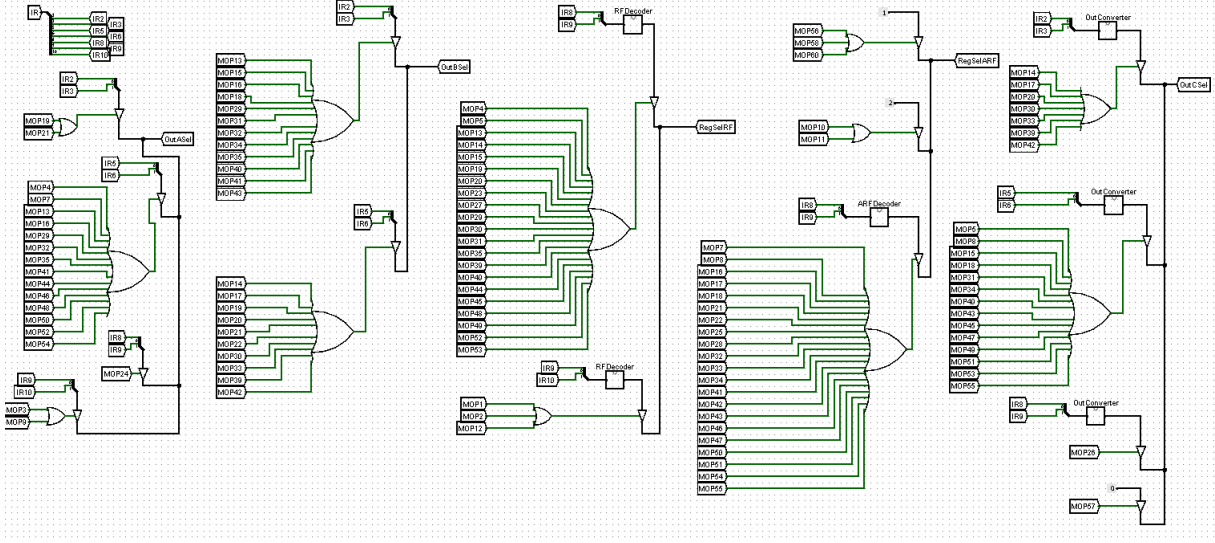 IR
IR2
IR3
IR5
IR6
IR8
IR9
IR10
IR2
IR3
MOP19
MOP21
OutASel
IR5
IR6
MOP4
MOP7
MOP13
MOP16
MOP29
MOP32
MOP35
MOP41
MOP44
MOP46
MOP48
MOP50
MOP52
MOP54
IR8
IR9
MOP24
IR9
IR10
MOP3
MOP9
IR2
IR3
MOP13
MOP15
MOP16
MOP18
MOP29
MOP31
MOP32
MOP34
MOP35
MOP40
MOP41
MOP43
OutBSel
IR5
IR6
MOP14
MOP17
MOP19
MOP20
MOP21
MOP22
MOP30
MOP33
MOP39
MOP42
IR8
IR9
RFDecoder
MOP4
MOP5
MOP13
MOP14
MOP15
MOP19
MOP20
MOP23
MOP27
MOP29
MOP30
MOP31
MOP35
MOP39
MOP40
MOP44
MOP45
MOP48
MOP49
MOP52
MOP53
RegSelRF
IR9
IR10
RFDecoder
MOP1
MOP2
MOP12
1
MOP56
MOP58
MOP60
RegSelARF
2
MOP10
MOP11
IR8
IR9
ARFDecoder
MOP7
MOP8
MOP16
MOP17
MOP18
MOP21
MOP22
MOP25
MOP28
MOP32
MOP33
MOP34
MOP41
MOP42
MOP43
MOP46
MOP47
MOP50
MOP51
MOP54
MOP55
IR2
IR3
OutConverter
MOP14
MOP17
MOP20
MOP30
MOP33
MOP39
MOP42
OutCSel
IR5
IR6
OutConverter
MOP5
MOP8
MOP15
MOP18
MOP31
MOP34
MOP40
MOP43
MOP45
MOP47
MOP49
MOP51
MOP53
MOP55
IR8
IR9
OutConverter
MOP26
0
MOP57